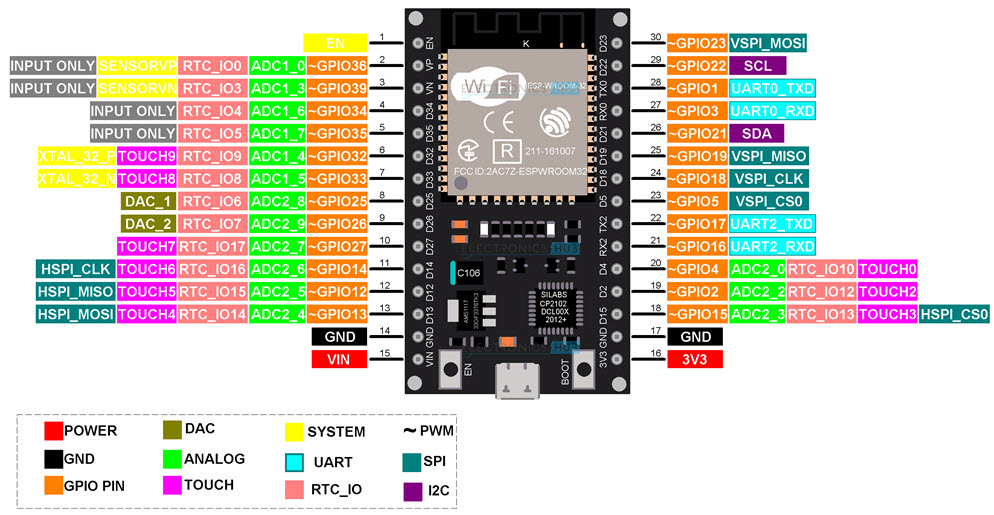 EN 1 EN K D23 30 ~GPIO23 VSPI_MOSI
INPUT ONLY SENSORVP RTC_IO0 ADC1_0 ~GPIO36 2 VP D22 29 ~GPIO22 SCL
INPUT ONLY SENSORVN RTC_IO3 ADC1_3 ~GPIO39 3 VN WiFi ELECTRONICS HUB ESP-WROOM-32 TX0 28 ~GPIO1 UART0_TXD
INPUT ONLY RTC_IO4 ADC1_6 ~GPIO34 4 D34 RX0 27 ~GPIO3 UART0_RXD
INPUT ONLY RTC_IO5 ADC1_7 ~GPIO35 5 D35 CE D21 26 ~GPIO21 SDA
XTAL_32_P TOUCH9 RTC_IO9 ADC1_4 ~GPIO32 6 D32 R 211-161007 D19 25 ~GPIO19 VSPI_MISO
XTAL_32_N TOUCH8 RTC_IO8 ADC1_5 ~GPIO33 7 D33 FCC ID:2AC7Z-ESPWROOM32 D18 24 ~GPIO18 VSPI_CLK
DAC_1 RTC_IO6 ADC2_8 ~GPIO25 8 D25 D5 23 ~GPIO5 VSPI_CS0
DAC_2 RTC_IO7 ADC2_9 ~GPIO26 9 D26 TX2 22 ~GPIO17 UART2_TXD
TOUCH7 RTC_IO17 ADC2_7 ~GPIO27 10 D27 ELECTRONICS HUB RX2 21 ~GPIO16 UART2_RXD
HSPI_CLK TOUCH6 RTC_IO16 ADC2_6 ~GPIO14 11 D14 C106 D4 20 ~GPIO4 ADC2_0 RTC_IO10 TOUCH0
HSPI_MISO TOUCH5 RTC_IO15 ADC2_5 ~GPIO12 12 D12 D2 19 ~GPIO2 ADC2_2 RTC_IO12 TOUCH2
HSPI_MOSI TOUCH4 RTC_IO14 ADC2_4 ~GPIO13 13 D13 AMS1117 D15 18 ~GPIO15 ADC2_3 RTC_IO13 TOUCH3 HSPI_CS0
SILABS
CP2102
DCL00X
2012+
GND 14 GND GND 17 GND
ELECTRONICS HUB
VIN 15 VIN EN BOOT 3V3 16 3V3
POWER DAC SYSTEM ~ PWM
GND ANALOG UART SPI
GPIO PIN TOUCH RTC_IO I2C